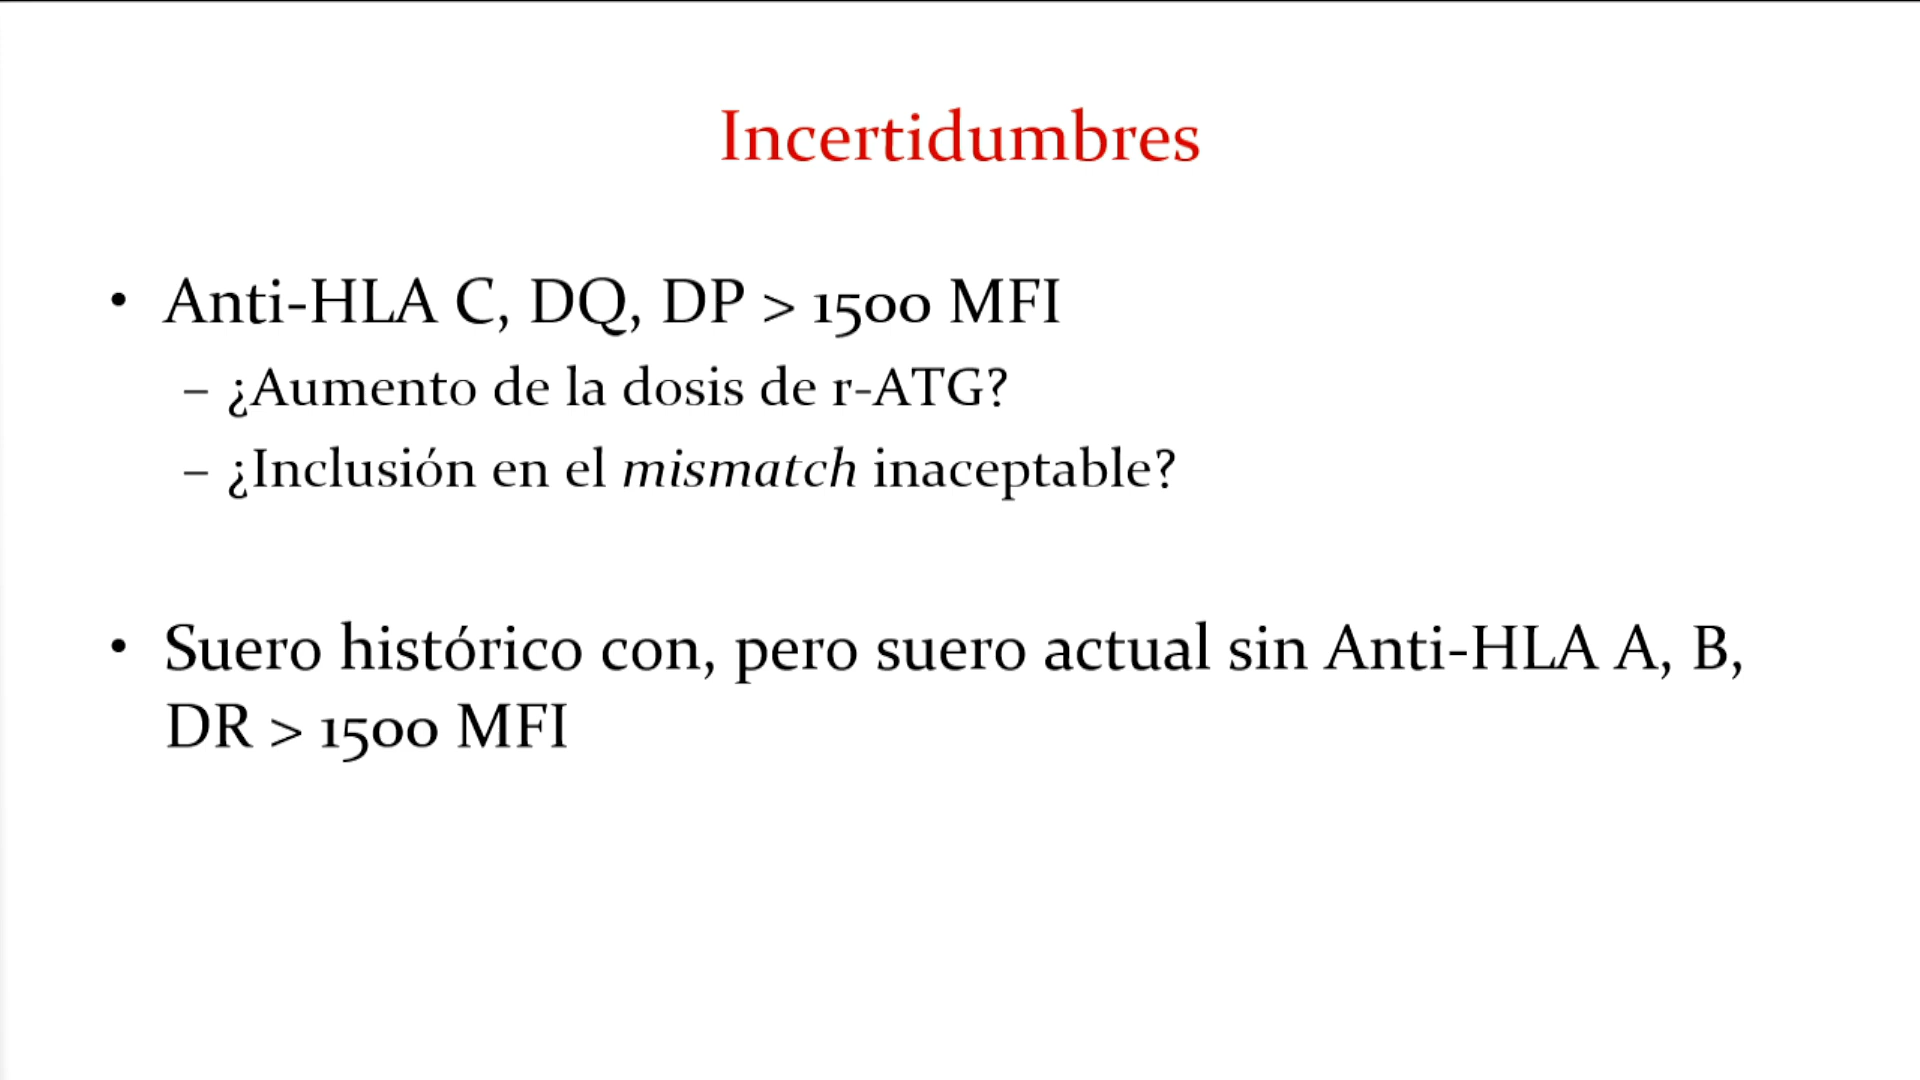 Incertidumbres
• Anti-HLA C, DQ, DP > 1500 MFI
– ¿Aumento de la dosis de r-ATG?
– ¿Inclusión en el mismatch inaceptable?
• Suero histórico con, pero suero actual sin Anti-HLA A, B,
DR > 1500 MFI